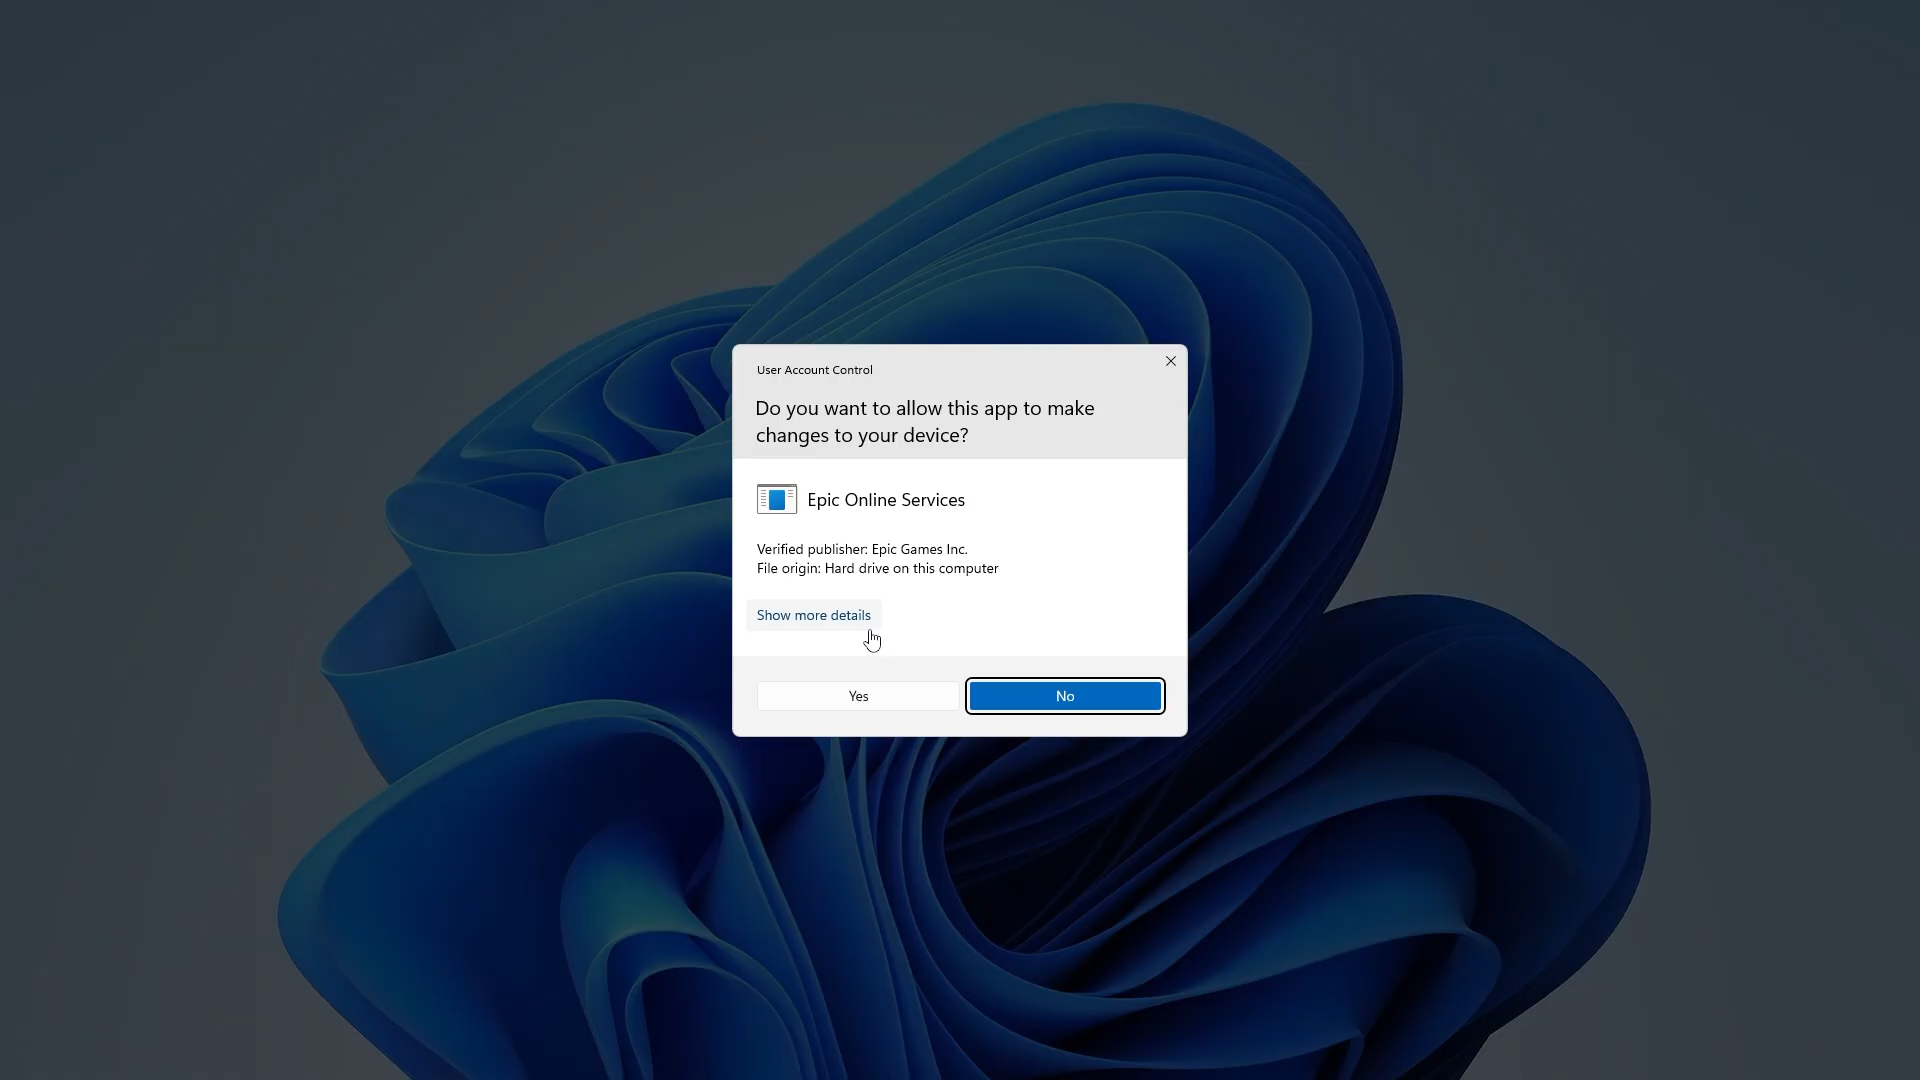 User Account Control
Do you want to allow this app to make
changes to your device?
Epic Online Services
Verified publisher: Epic Games Inc.
File origin: Hard drive on this computer
Show more details
Yes
No